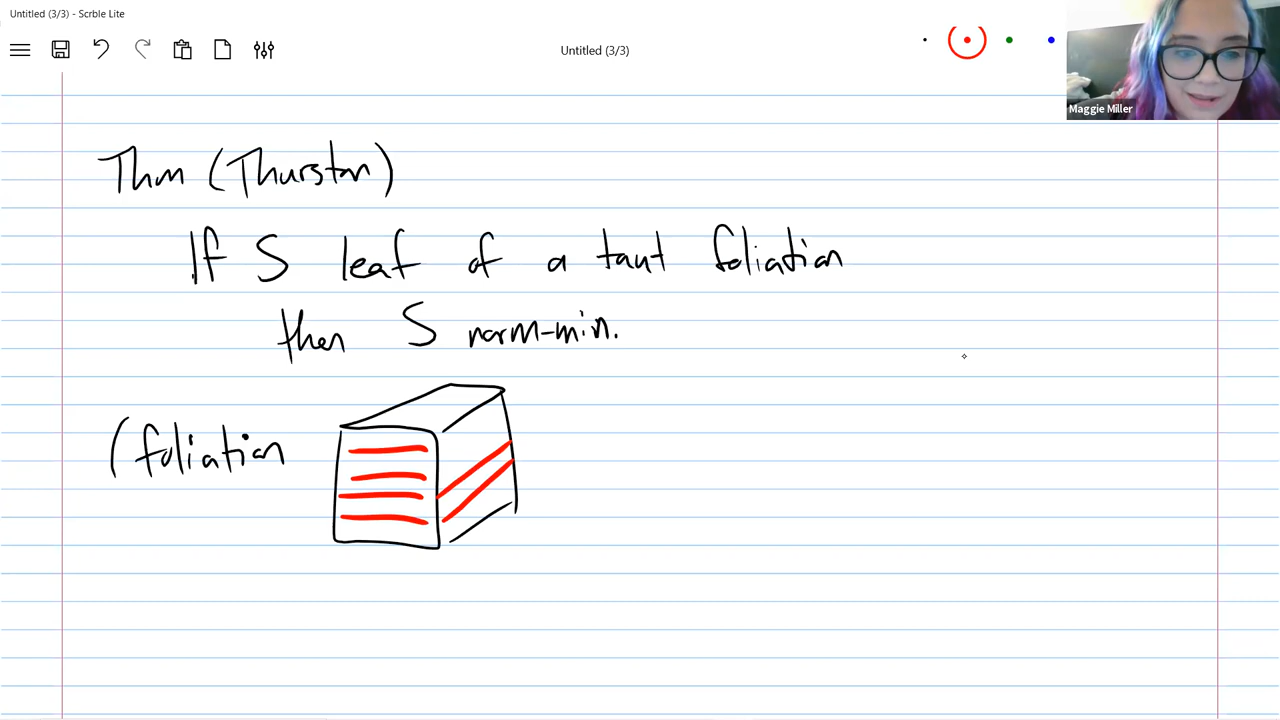 Untitled (3/3) - Scrble Lite
Untitled (3/3)
Maggie Miller
Thm (Thurston)
If S leaf of a taut foliation
then S norm-min.
(foliation